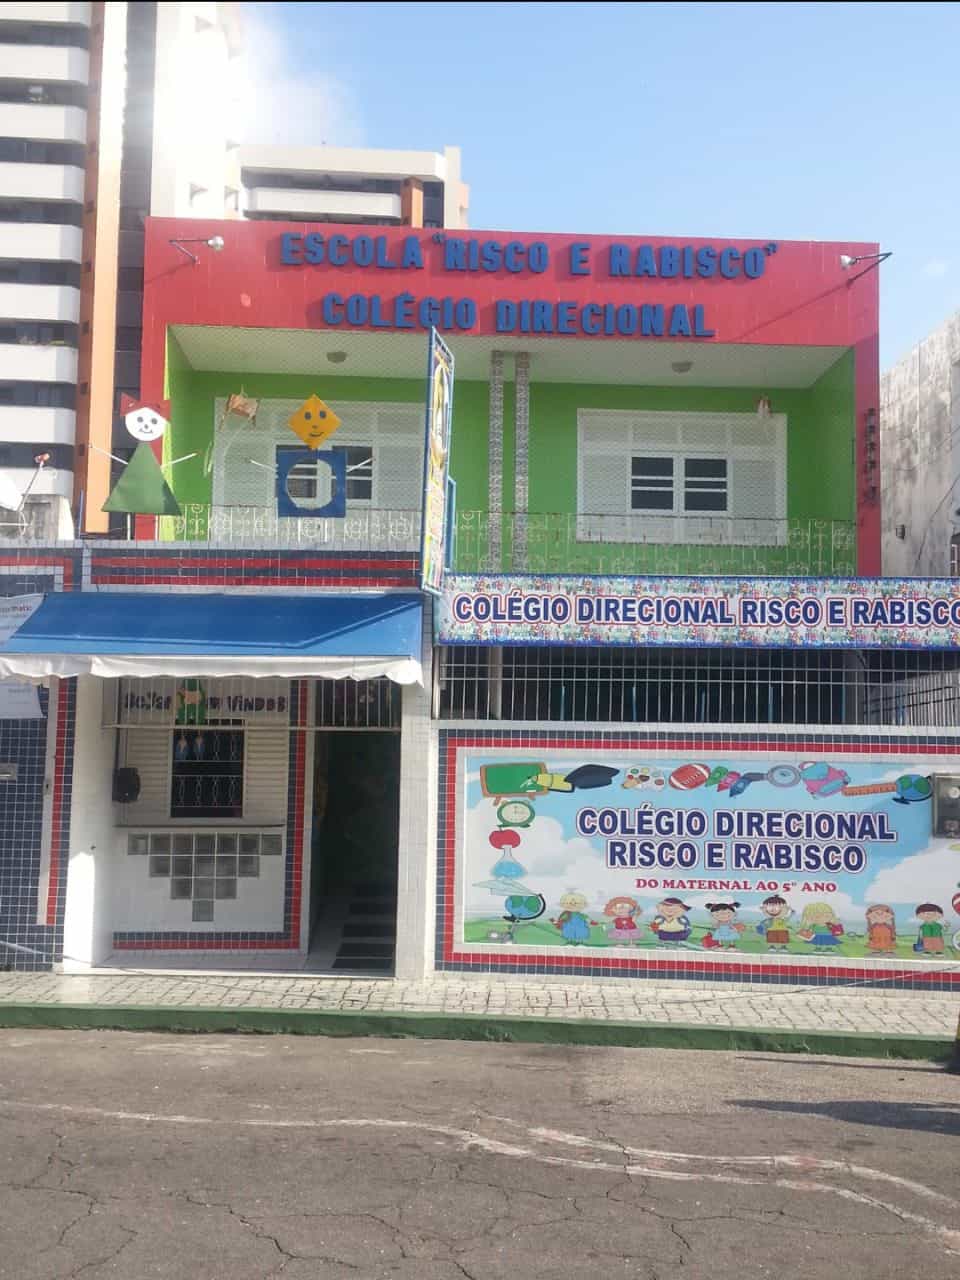 ESCOLA "RISCO E RABISCO"
COLÉGIO DIRECIONAL
COLÉGIO DIRECIONAL RISCO E RABISCO
COLÉGIO DIRECIONAL
RISCO E RABISCO
DO MATERNAL AO 5º ANO